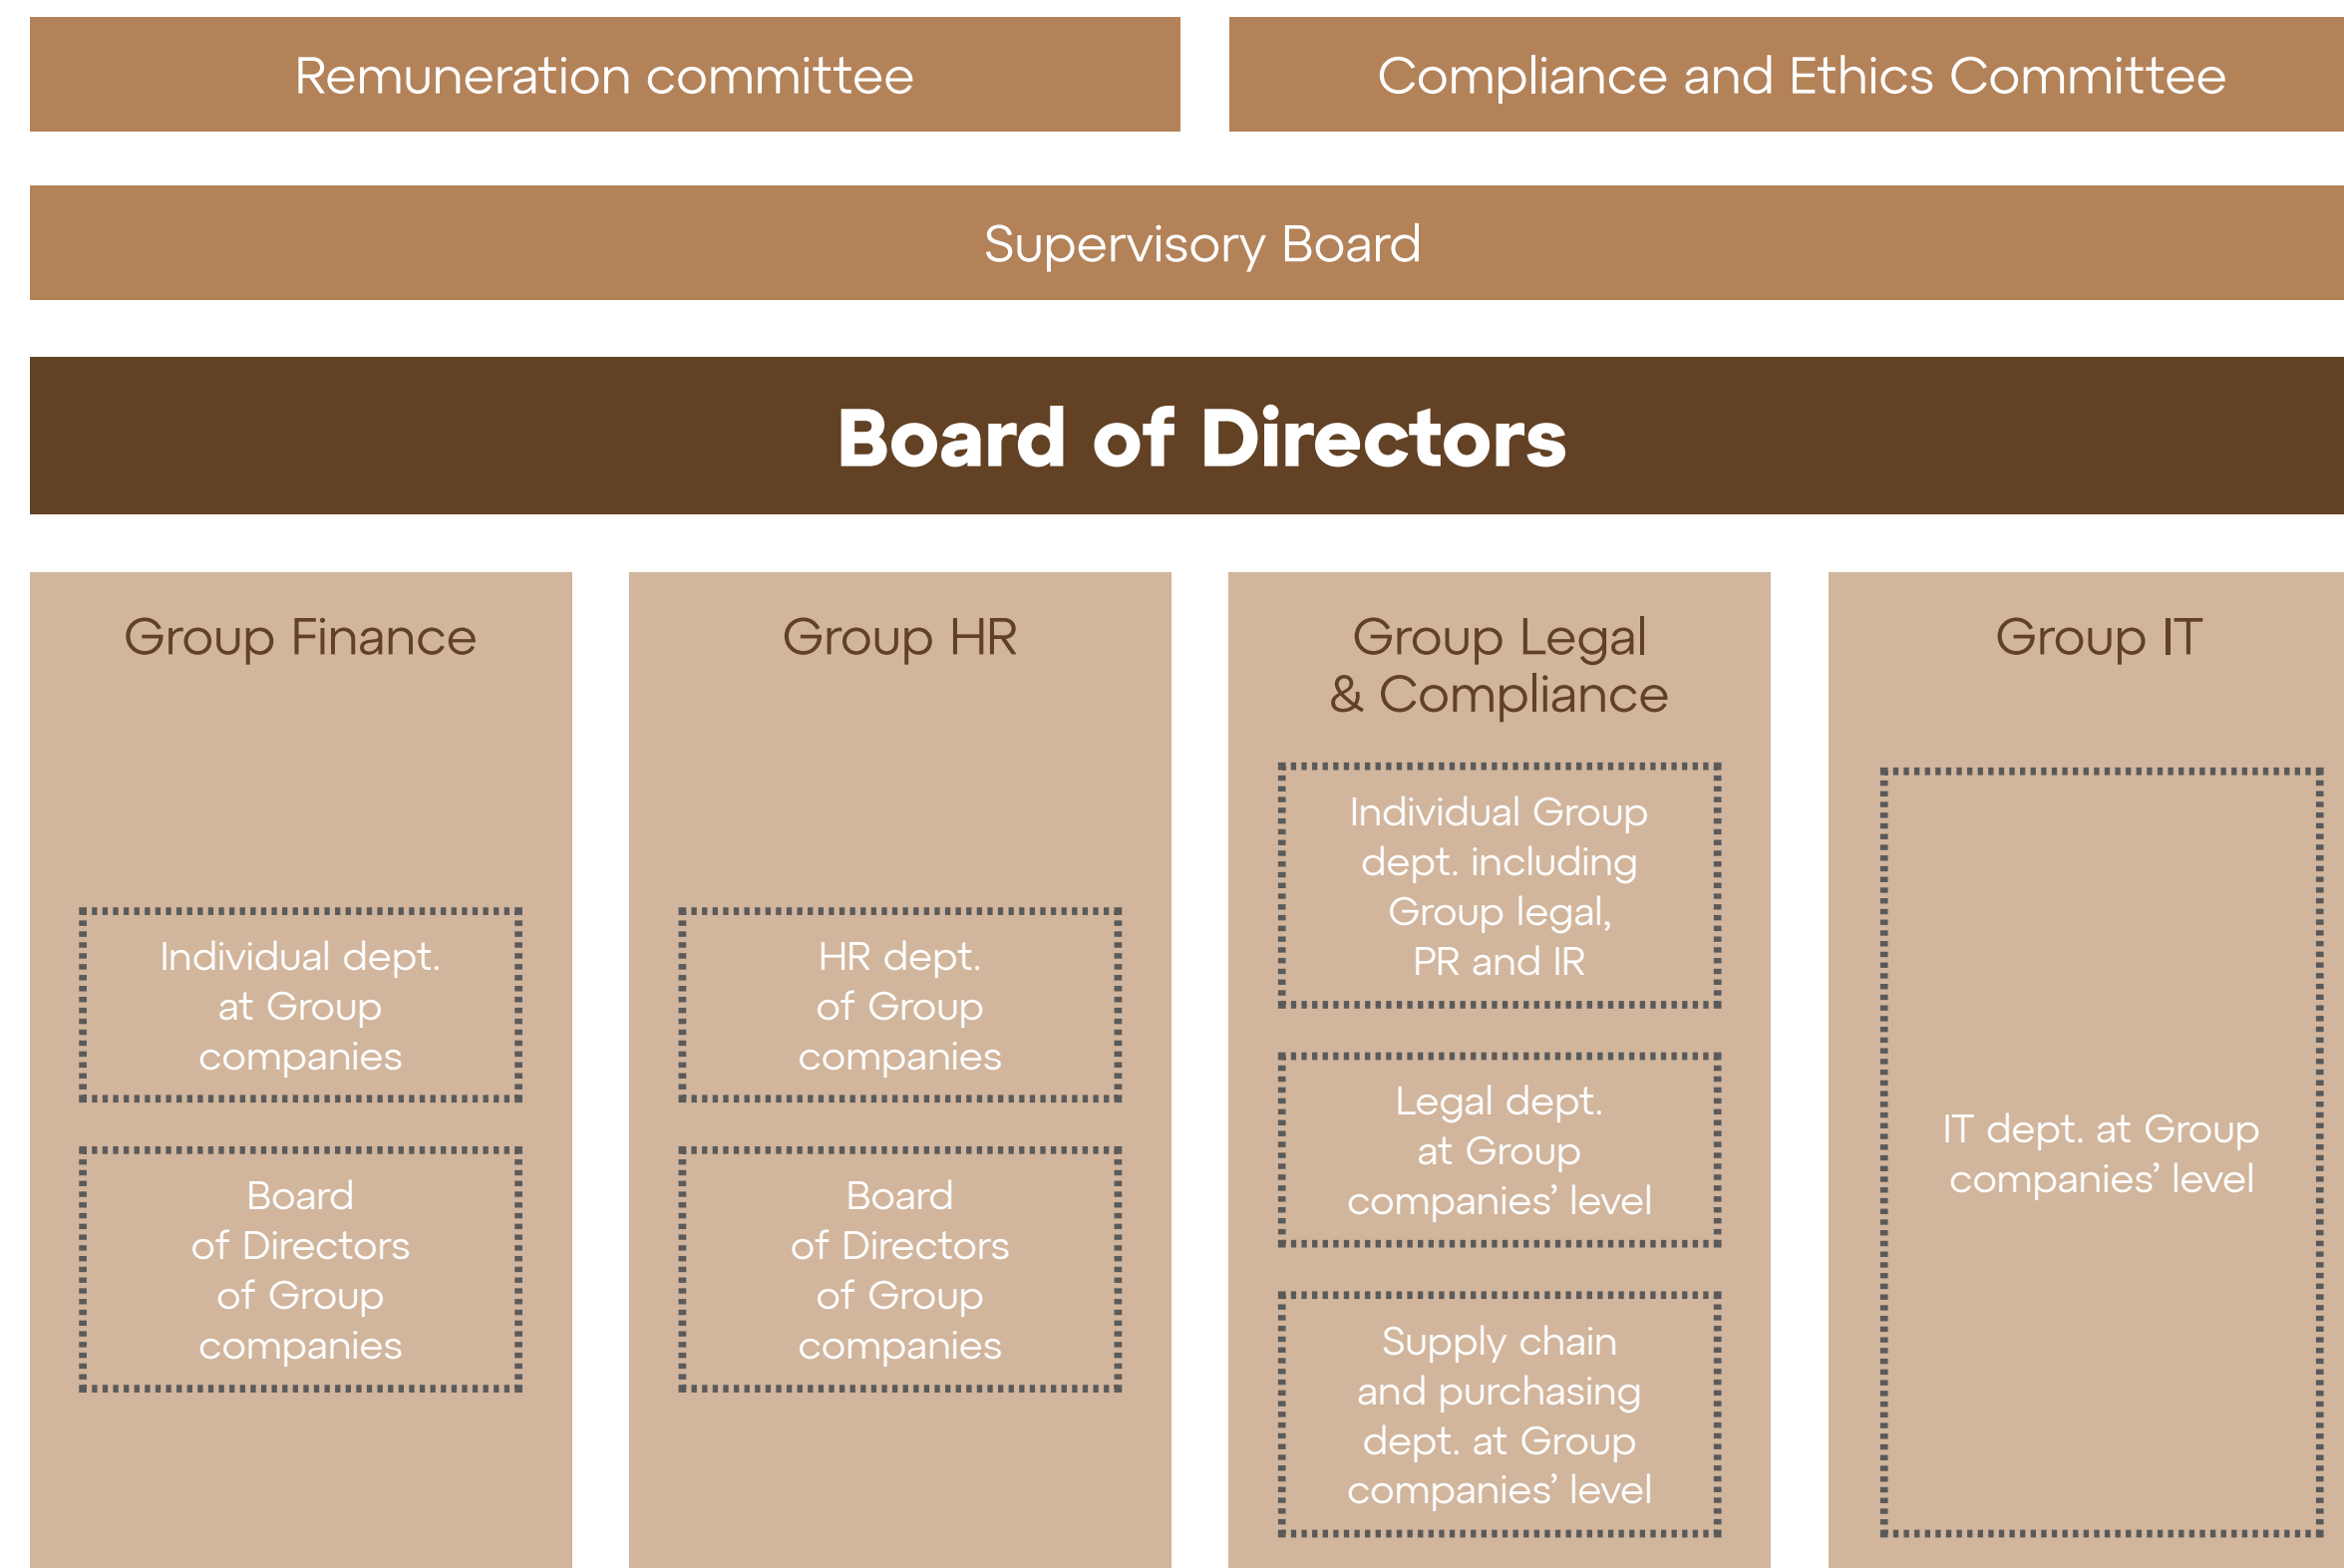 Remuneration committee
Compliance and Ethics Committee
Supervisory Board
Board of Directors
Group Finance
Individual dept.
at Group
companies
Board
of Directors
of Group
companies
Group HR
HR dept.
of Group
companies
Board
of Directors
of Group
companies
Group Legal
& Compliance
Individual Group
dept. including
Group legal,
PR and IR
Legal dept.
at Group
companies’ level
Supply chain
and purchasing
dept. at Group
companies’ level
Group IT
IT dept. at Group
companies’ level